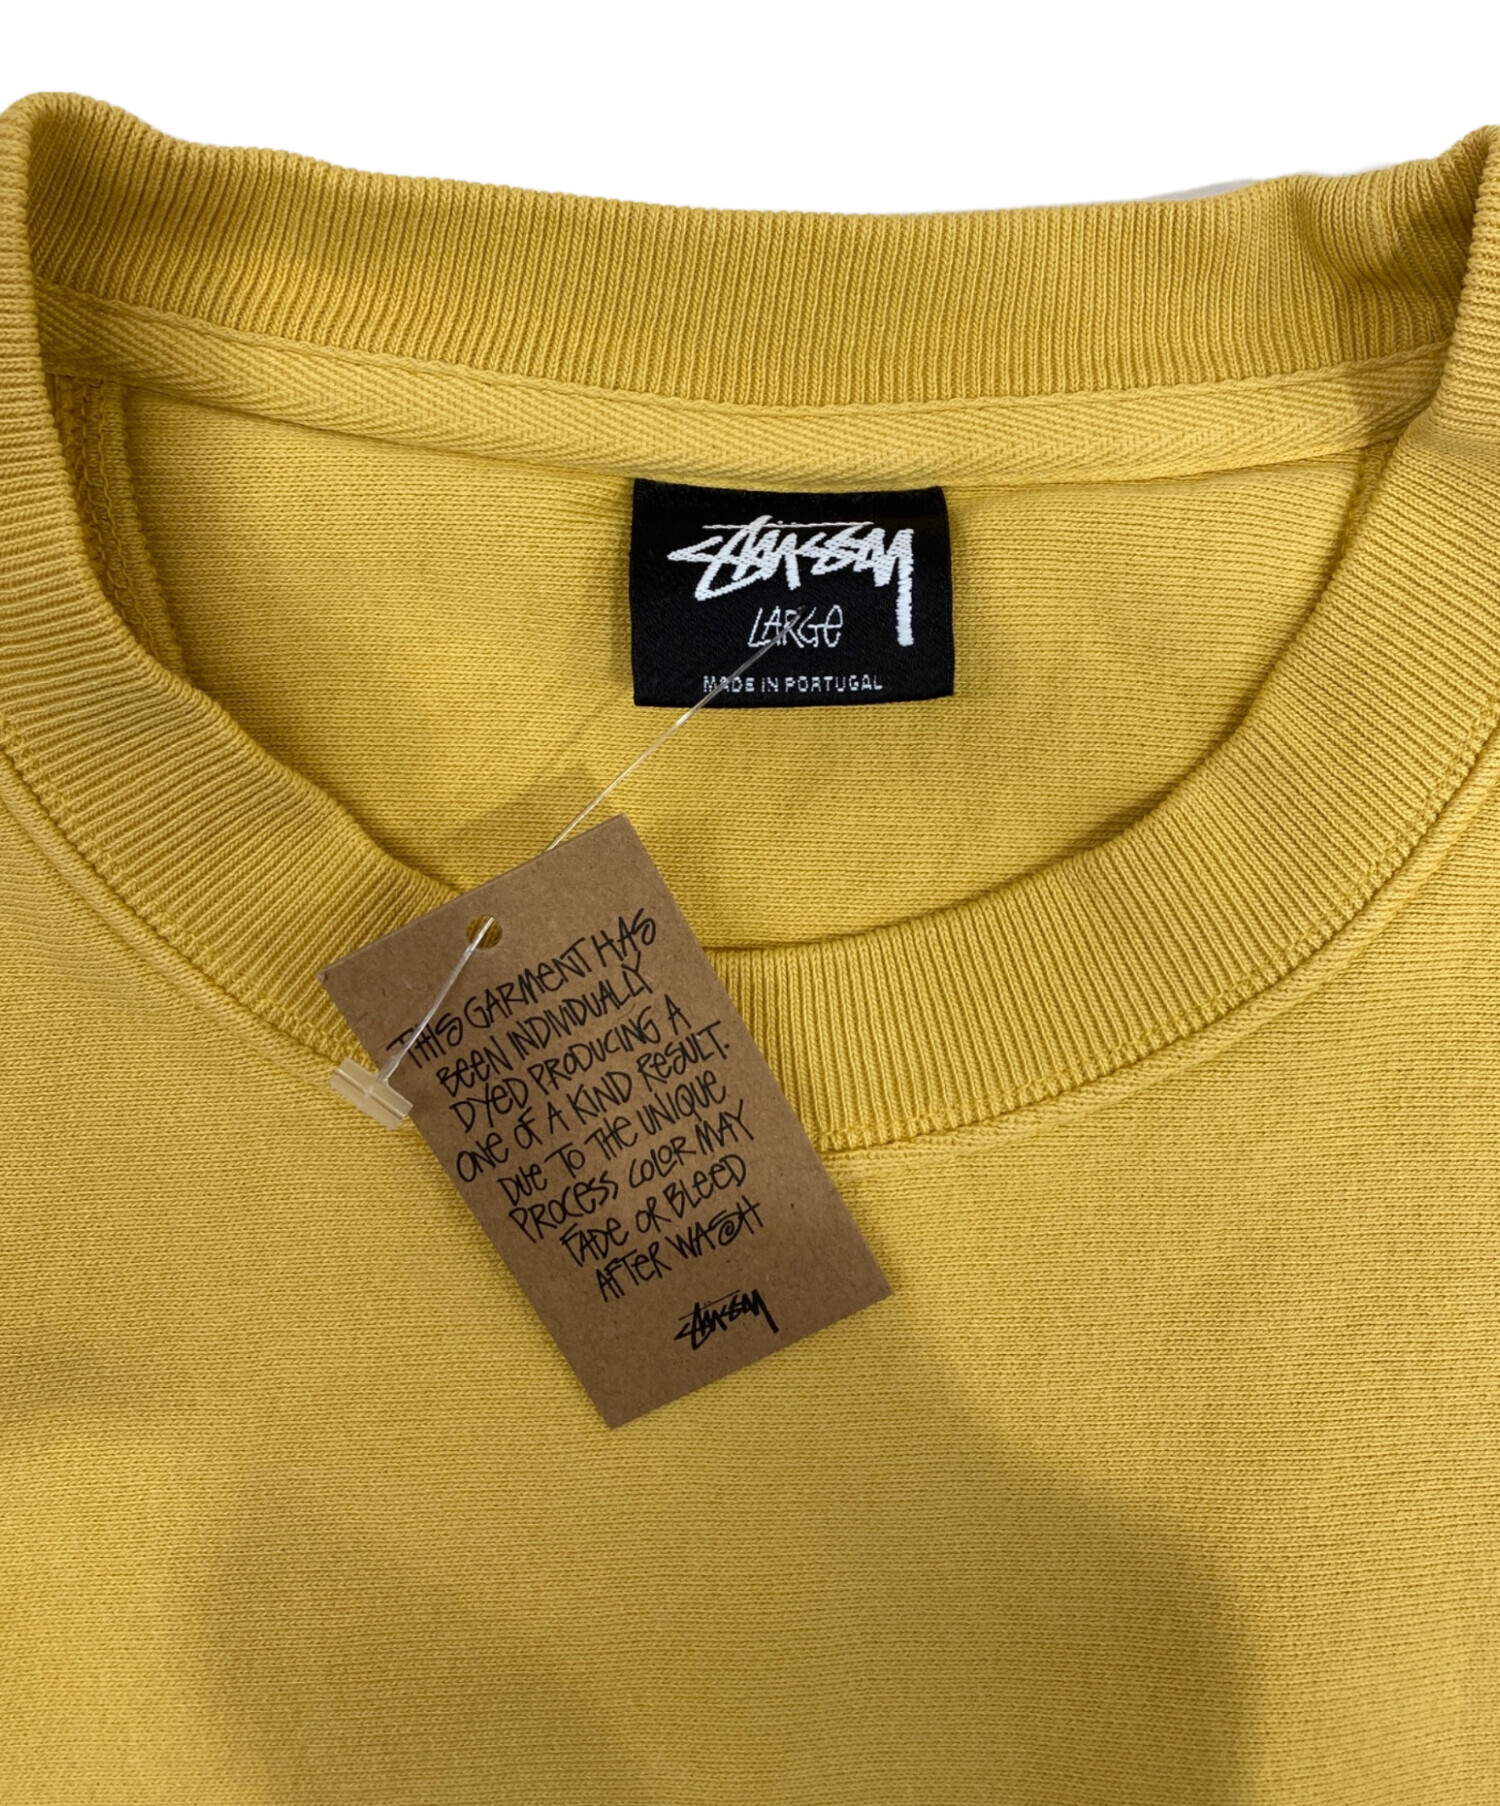 Stüssy
LARGE
MADE IN PORTUGAL
THIS GARMENT HAS
BEEN INDIVIDUALLY
DYED PRODUCING A
ONE OF A KIND RESULT.
DUE TO THE UNIQUE
PROCESS COLOR MAY
FADE OR BLEED
AFTER WASH
Stüssy